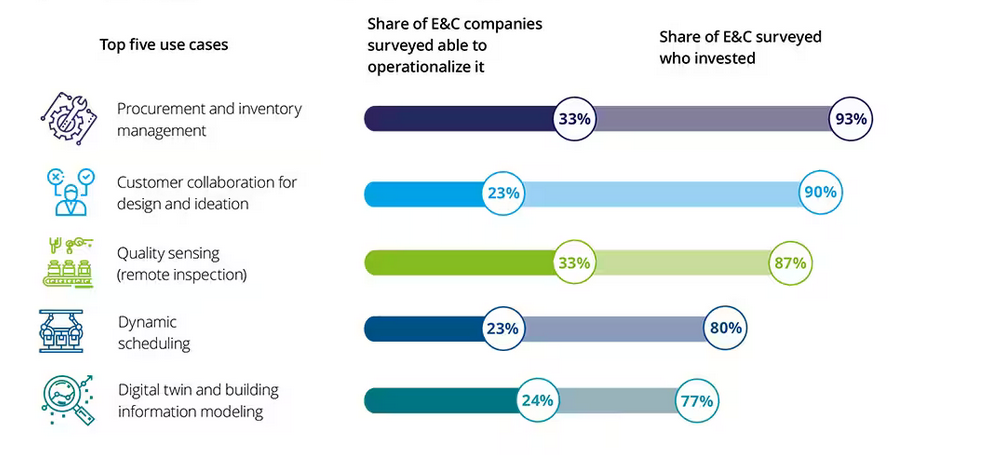 Top five use cases
Share of E&C companies
surveyed able to
operationalize it
Share of E&C surveyed
who invested
Procurement and inventory
management
33%
93%
Customer collaboration for
design and ideation
23%
90%
Quality sensing
(remote inspection)
33%
87%
Dynamic
scheduling
23%
80%
Digital twin and building
information modeling
24%
77%